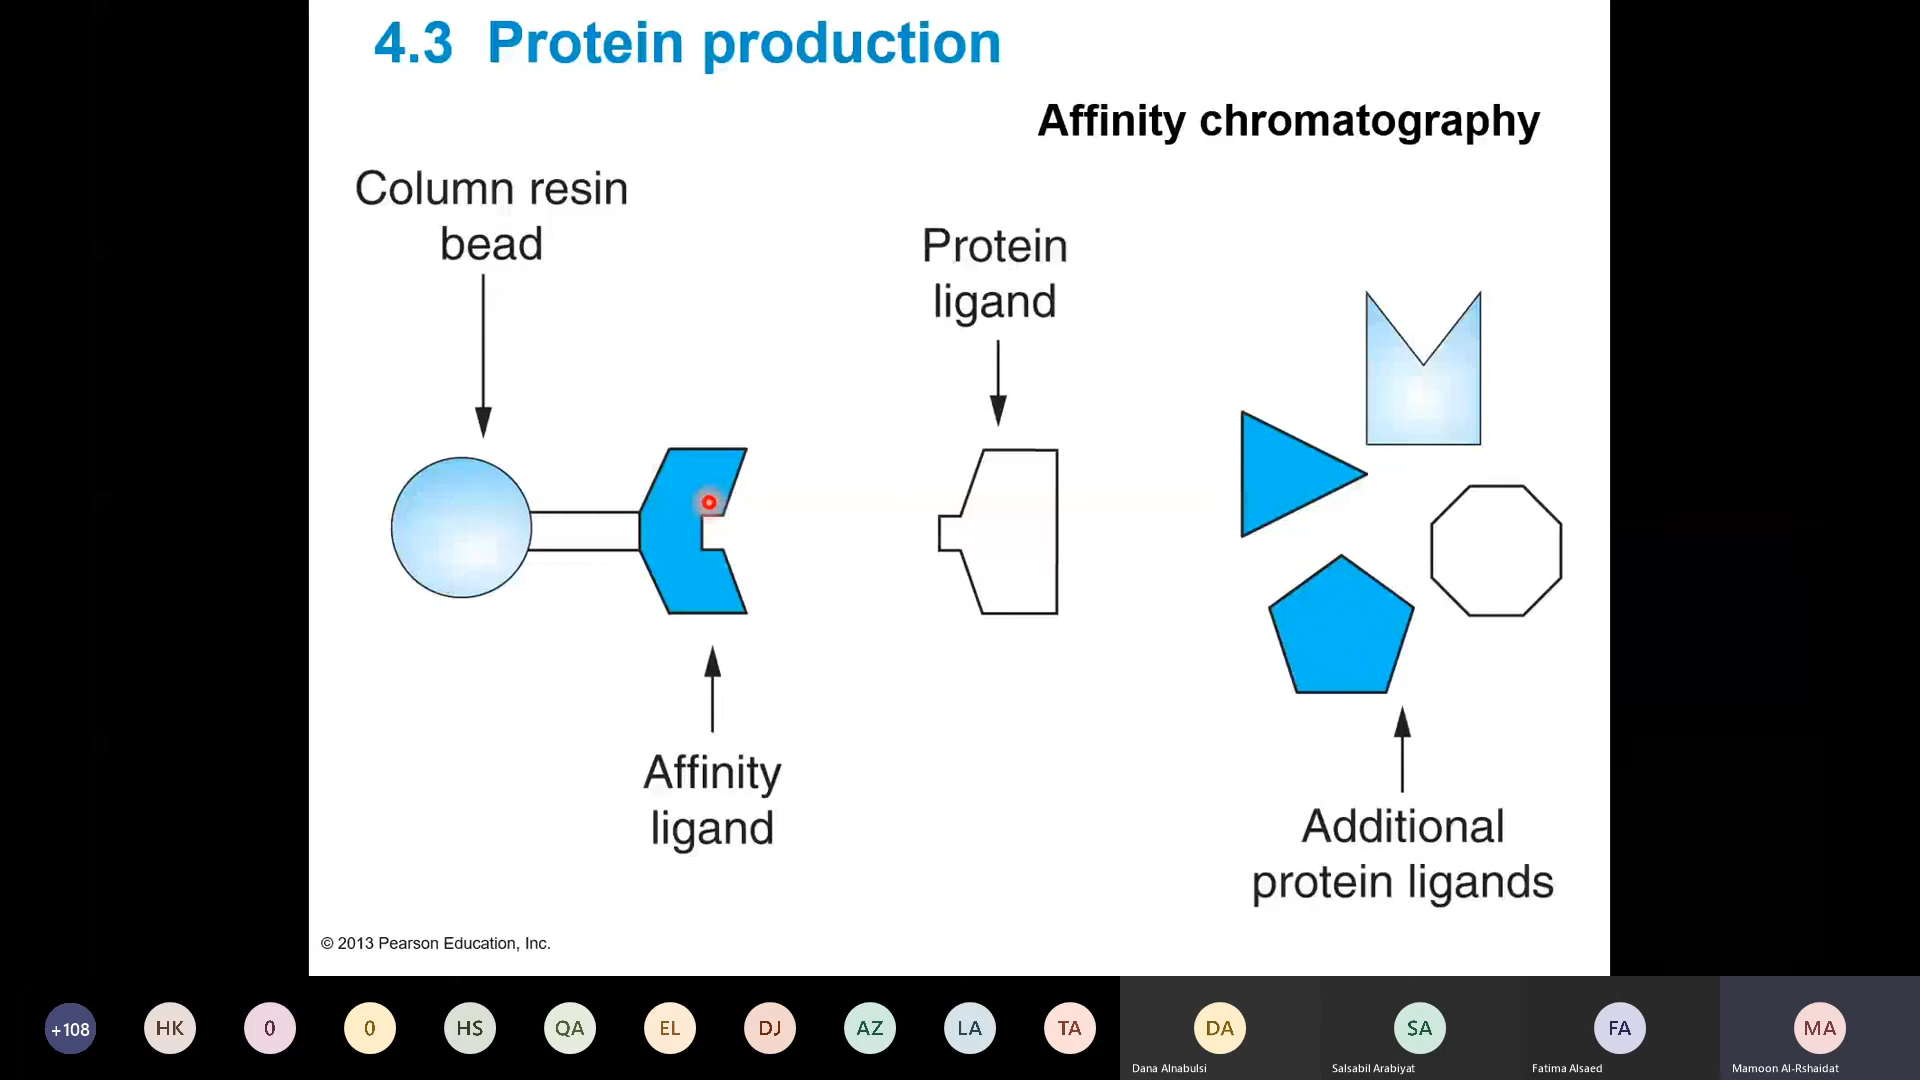 4.3 Protein production
Affinity chromatography
Column resin
bead
Protein
ligand
Affinity
ligand
Additional
protein ligands
© 2013 Pearson Education, Inc.
+108
HK
0
0
HS
QA
EL
DJ
AZ
LA
TA
DA
Dana Alnabulsi
SA
Salsabil Arabiyat
FA
Fatima Alsaed
MA
Mamoon Al-Rshaidat